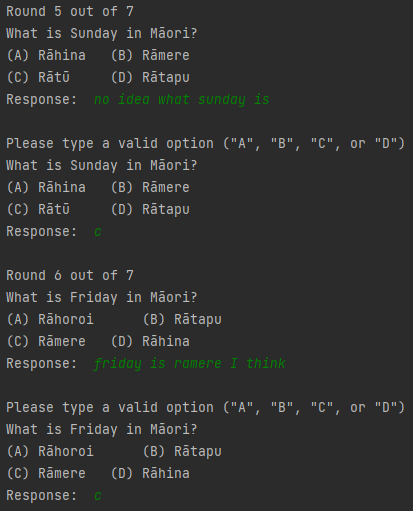 Round 5 out of 7
What is Sunday in Māori?
(A) Rāhina   (B) Rāmere
(C) Rātū     (D) Rātapu
Response:  no idea what sunday is

Please type a valid option ("A", "B", "C", or "D")
What is Sunday in Māori?
(A) Rāhina   (B) Rāmere
(C) Rātū     (D) Rātapu
Response:  c

Round 6 out of 7
What is Friday in Māori?
(A) Rāhoroi      (B) Rātapu
(C) Rāmere   (D) Rāhina
Response:  friday is ramere I think

Please type a valid option ("A", "B", "C", or "D")
What is Friday in Māori?
(A) Rāhoroi      (B) Rātapu
(C) Rāmere   (D) Rāhina
Response:  c